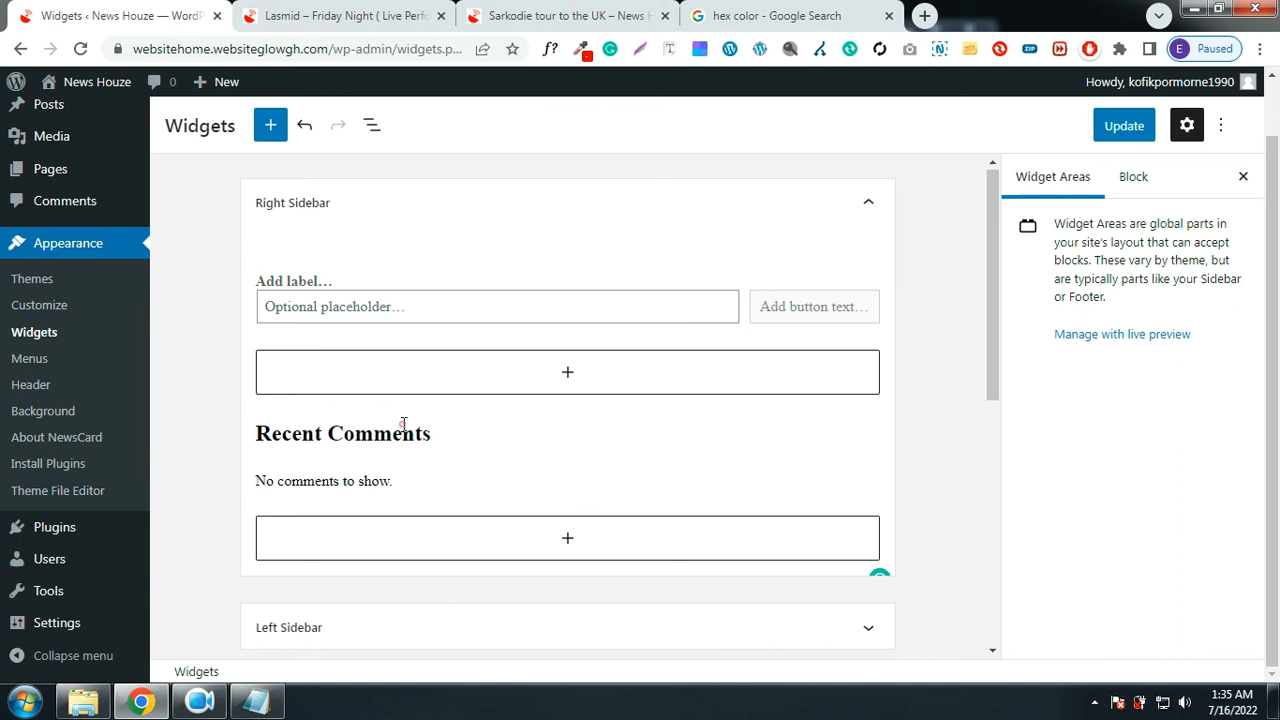 Widgets ‹ News Houze — WordP
Lasmid – Friday Night ( Live Perfo
Sarkodie tour to the UK – News H
hex color - Google Search
websitehome.websiteglowgh.com/wp-admin/widgets.p...
f?
T
ZIP
E
Paused
News Houze
0
New
Howdy, kofikpormorne1990
Posts
Media
Pages
Comments
Appearance
Themes
Customize
Widgets
Menus
Header
Background
About NewsCard
Install Plugins
Theme File Editor
Plugins
Users
Tools
Settings
Collapse menu
Widgets
Update
Right Sidebar
Add label…
Optional placeholder…
Add button text…
Recent Comments
No comments to show.
Left Sidebar
Widgets
Widget Areas
Block
Widget Areas are global parts in
your site's layout that can accept
blocks. These vary by theme, but
are typically parts like your Sidebar
or Footer.
Manage with live preview
1:35 AM
7/16/2022